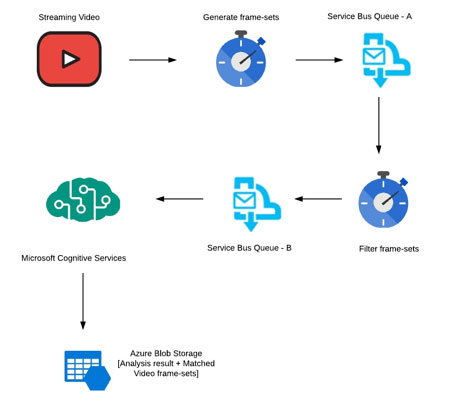 Streaming Video
Generate frame-sets
Service Bus Queue - A
Filter frame-sets
Service Bus Queue - B
Microsoft Cognitive Services
Azure Blob Storage
[Analysis result + Matched
Video frame-sets]